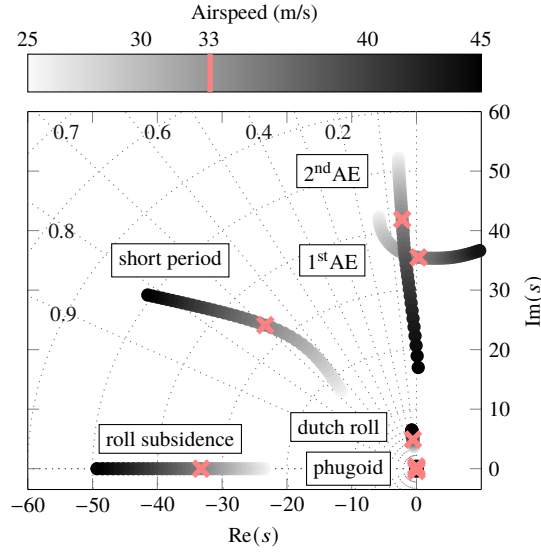 Airspeed (m/s)
25 30 33 40 45
0.7 0.6 0.4 0.2 60
2ⁿᵈAE 50
0.8 40
short period 1ˢᵗAE
0.9 30 Im(s)
20
dutch roll 10
roll subsidence
phugoid 0
−60 −50 −40 −30 −20 −10 0
Re(s)